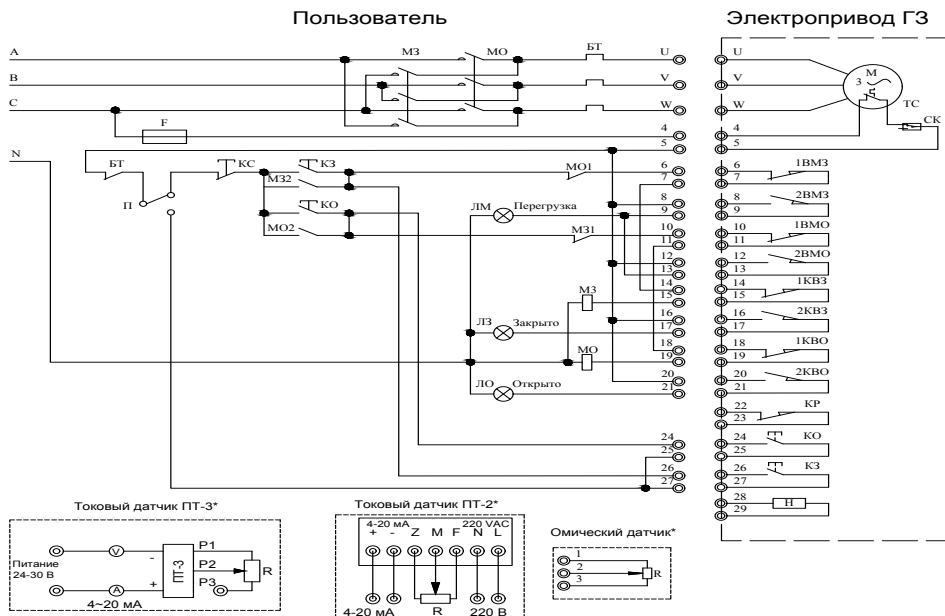 Пользователь
Электропривод ГЗ
A
B
C
N
МЗ
МО
БТ
F
U
V
W
4
5
U
V
W
4
5
М
3
ТС
СК
БТ
П
КС
КЗ
МЗ2
КО
МО2
МО1
МЗ1
ЛМ
Перегрузка
МЗ
ЛЗ
Закрыто
МО
ЛО
Открыто
6
7
8
9
10
11
12
13
14
15
16
17
18
19
20
21
24
25
26
27
6
7
1ВМЗ
8
9
2ВМЗ
10
11
1ВМО
12
13
2ВМО
14
15
1КВЗ
16
17
2КВЗ
18
19
1КВО
20
21
2КВО
22
23
КР
24
25
КО
26
27
КЗ
28
29
Н
Токовый датчик ПТ-3*
Питание
24-30 В
V
A
-
+
ПТ-3
P1
P2
P3
R
4~20 мА
Токовый датчик ПТ-2*
4-20 мА 220 VAC
+ - Z M F N L
R
4-20 мА 220 В
Омический датчик*
1
2
3
R